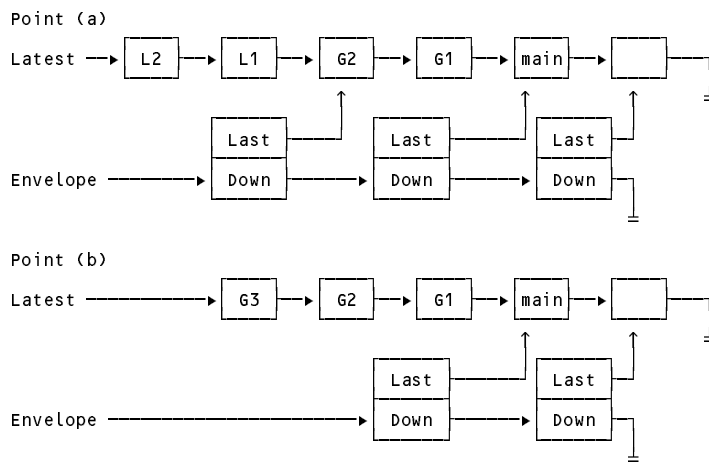 Point (a)
Latest L2 L1 G2 G1 main
Last Last Last
Envelope Down Down Down
Point (b)
Latest G3 G2 G1 main
Last Last
Envelope Down Down